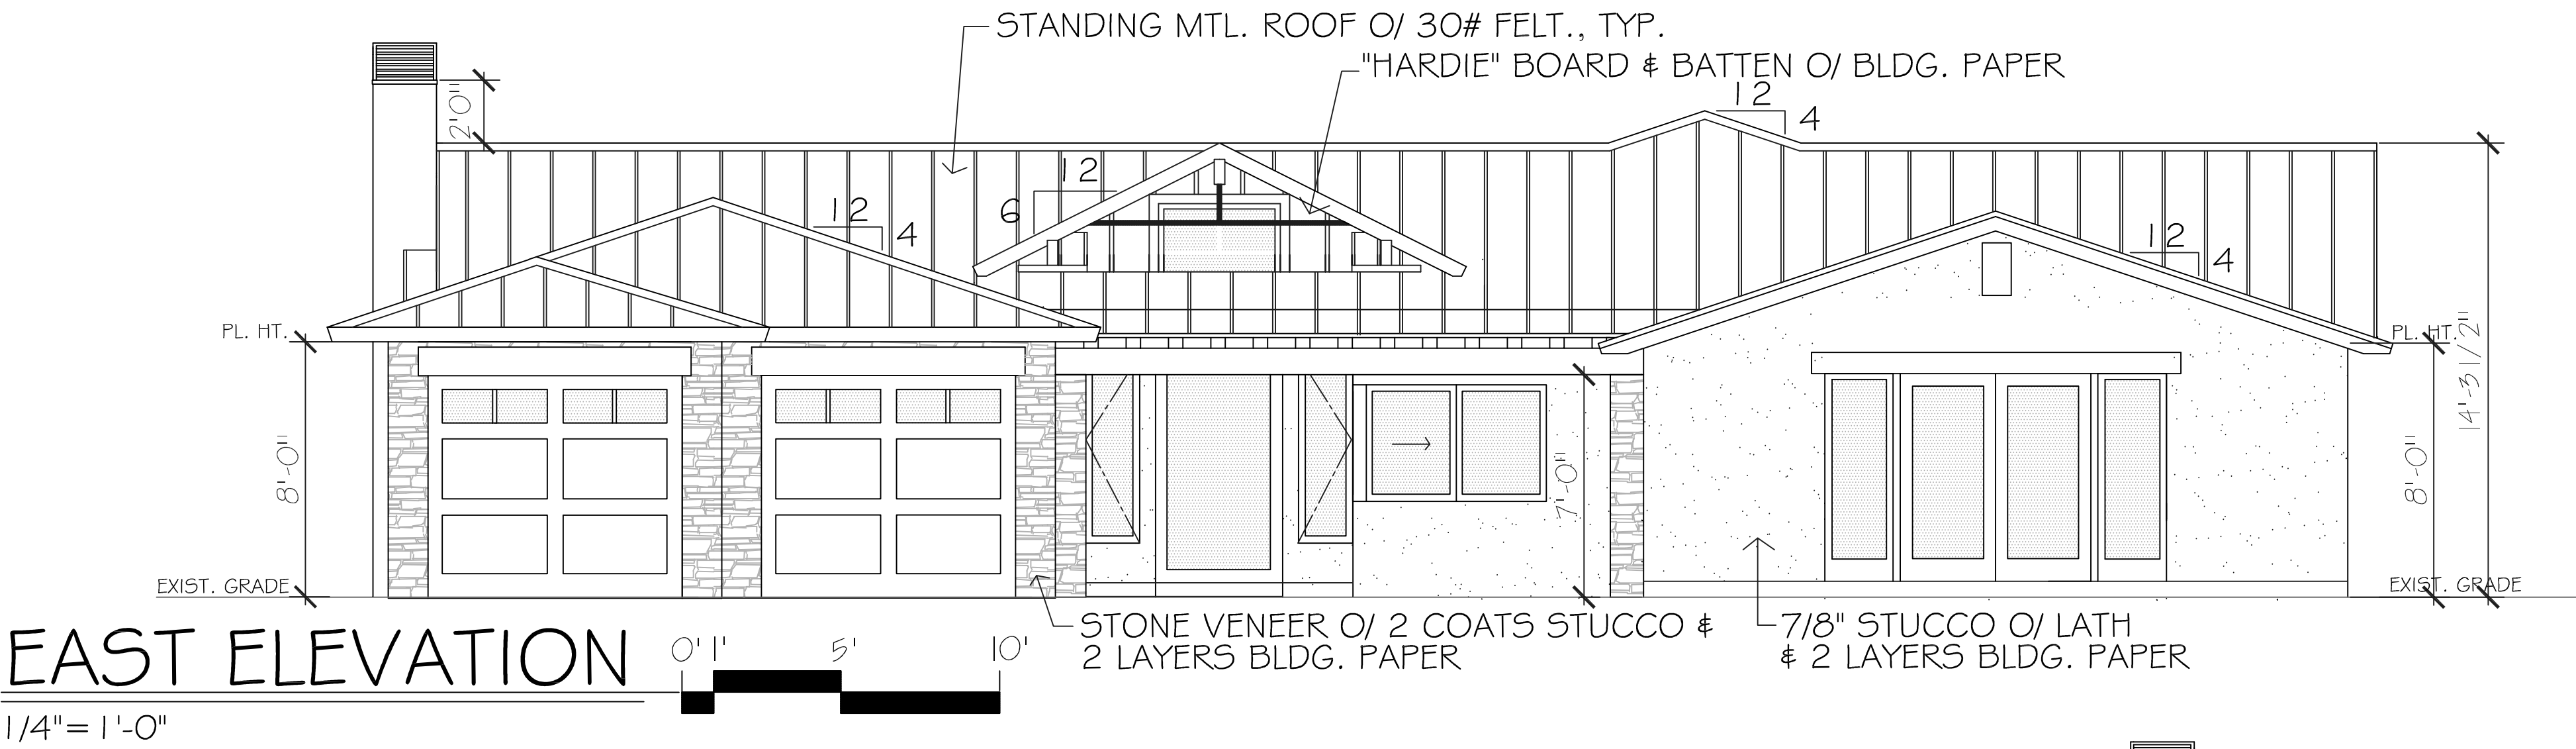 STANDING MTL. ROOF O/ 30# FELT., TYP.
"HARDIE" BOARD & BATTEN O/ BLDG. PAPER
2'0"
12
4
12
6
12
4
12
4
PL. HT.
PL. HT.
14'-3 1/2"
8'-0"
7'-0"
8'-0"
EXIST. GRADE
EXIST. GRADE
STONE VENEER O/ 2 COATS STUCCO &
2 LAYERS BLDG. PAPER
7/8" STUCCO O/ LATH
& 2 LAYERS BLDG. PAPER
EAST ELEVATION
0' 1' 5' 10'
1/4"= 1'-0"